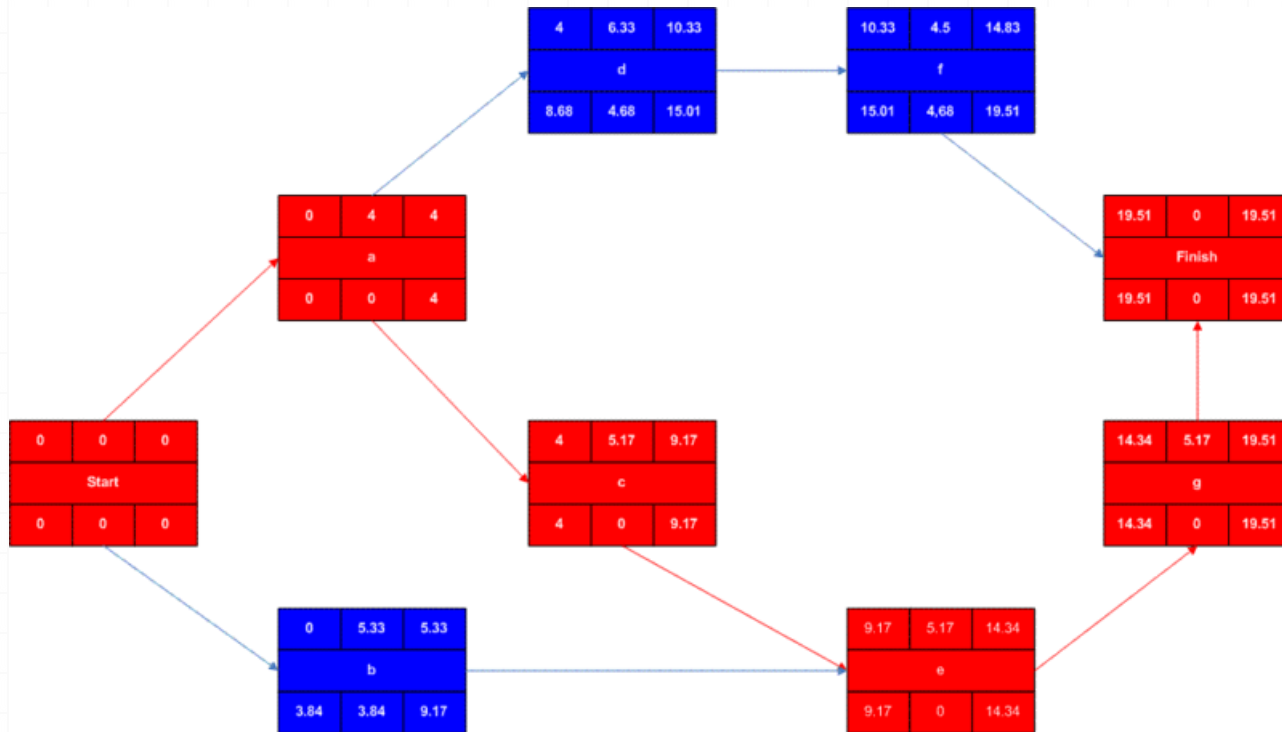 4 6.33 10.33
d
8.68 4.68 15.01
10.33 4.5 14.83
f
15.01 4,68 19.51
0 4 4
a
0 0 4
19.51 0 19.51
Finish
19.51 0 19.51
0 0 0
Start
0 0 0
4 5.17 9.17
c
4 0 9.17
14.34 5.17 19.51
g
14.34 0 19.51
0 5.33 5.33
b
3.84 3.84 9.17
9.17 5.17 14.34
e
9.17 0 14.34